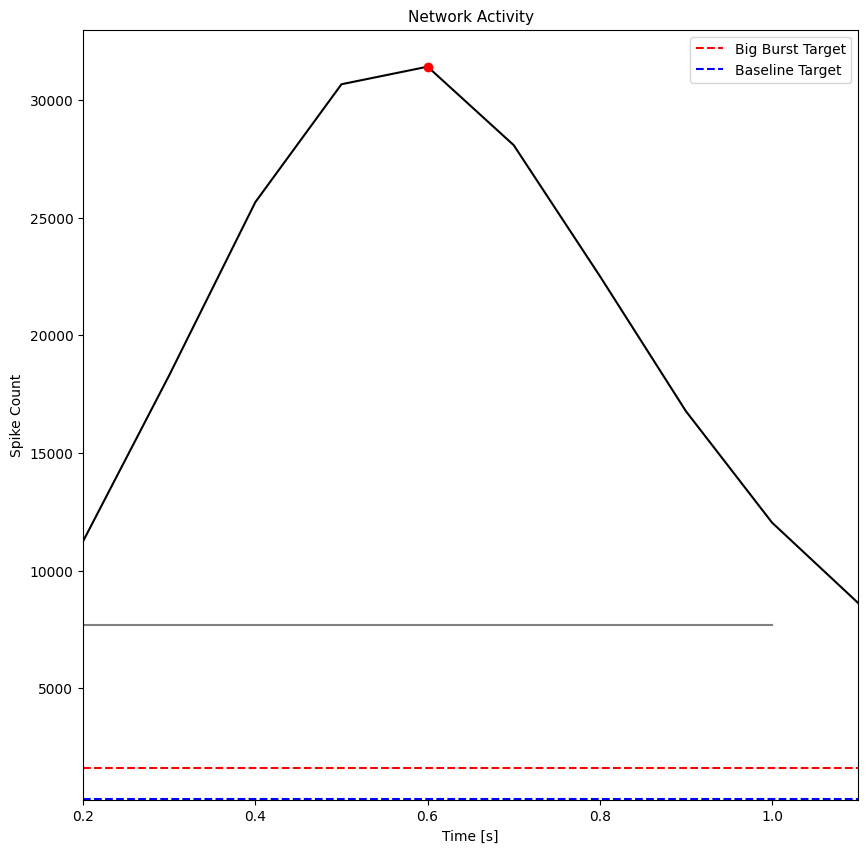 Network Activity
Big Burst Target
Baseline Target
Spike Count
30000
25000
20000
15000
10000
5000
0.2
0.4
0.6
0.8
1.0
Time [s]